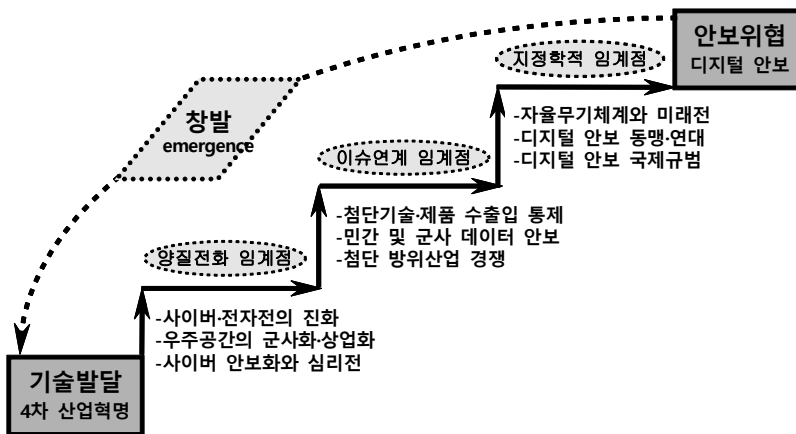 안보위협
디지털 안보
지정학적 임계점
-자율무기체계와 미래전
-디지털 안보 동맹·연대
-디지털 안보 국제규범
창발
emergence
이슈연계 임계점
-첨단기술·제품 수출입 통제
-민간 및 군사 데이터 안보
-첨단 방위산업 경쟁
양질전화 임계점
-사이버·전자전의 진화
-우주공간의 군사화·상업화
-사이버 안보화와 심리전
기술발달
4차 산업혁명